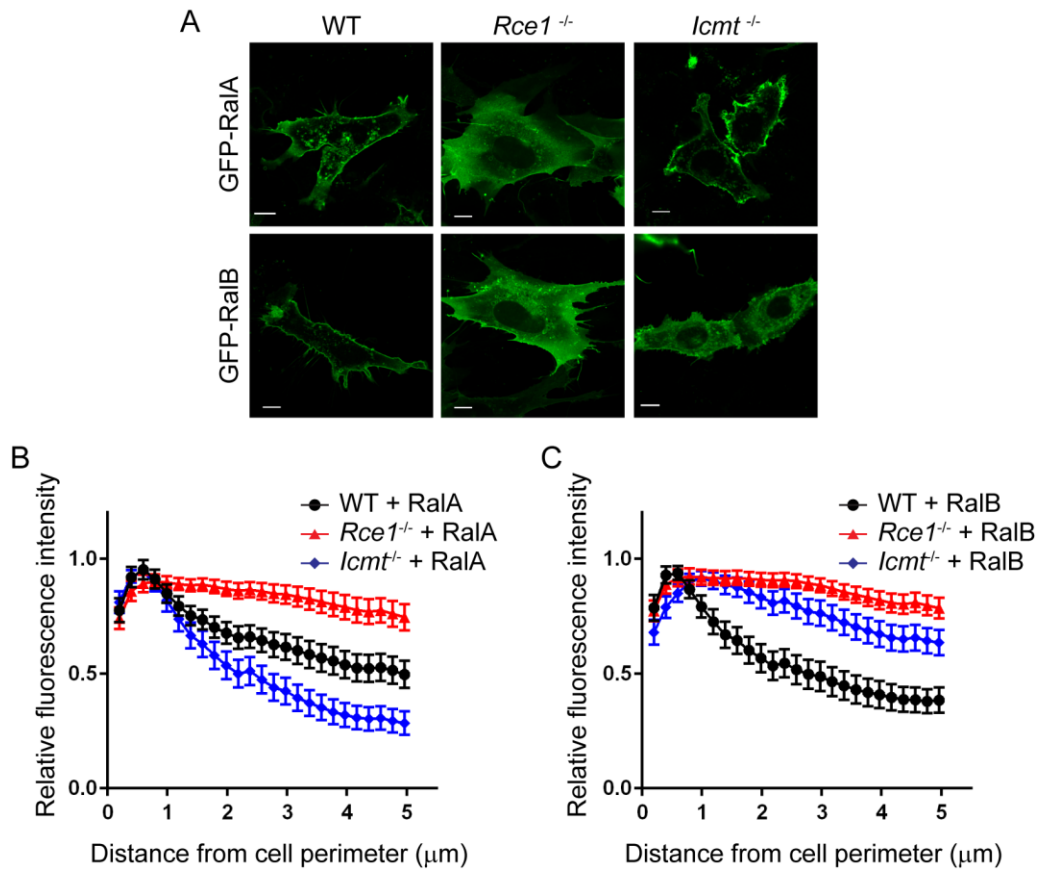 A
WT
Rce1 -/-
Icmt -/-
GFP-RalA
GFP-RalB
B
Relative fluorescence intensity
WT + RalA
Rce1-/- + RalA
Icmt-/- + RalA
1.0
0.5
0.0
0 1 2 3 4 5
Distance from cell perimeter (μm)
C
Relative fluorescence intensity
WT + RalB
Rce1-/- + RalB
Icmt-/- + RalB
1.0
0.5
0.0
0 1 2 3 4 5
Distance from cell perimeter (μm)